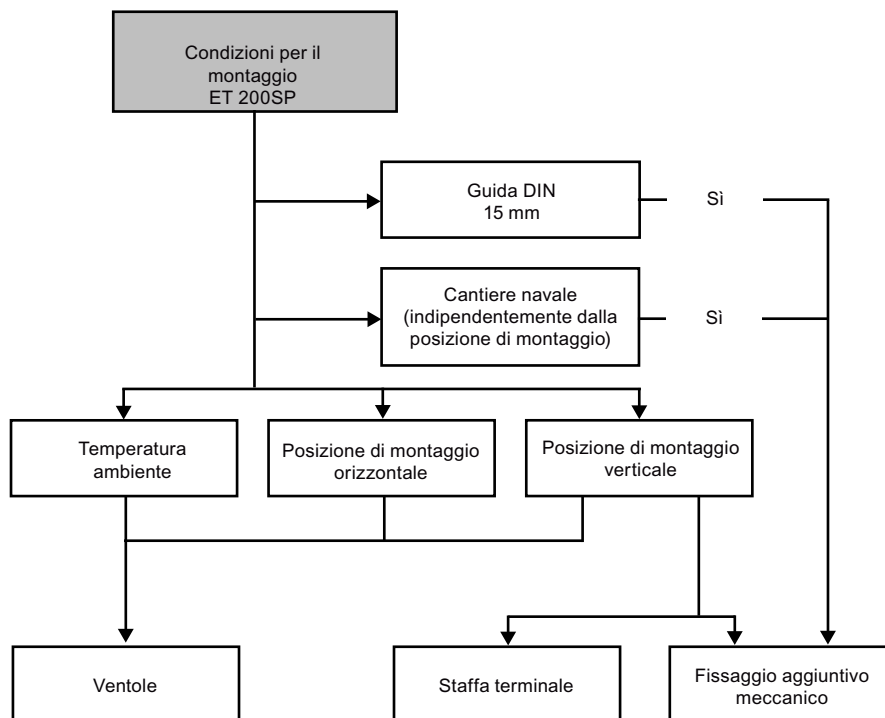 Condizioni per il
montaggio
ET 200SP
Guida DIN
15 mm
Sì
Cantiere navale
(indipendentemente dalla
posizione di montaggio)
Sì
Temperatura
ambiente
Posizione di montaggio
orizzontale
Posizione di montaggio
verticale
Ventole
Staffa terminale
Fissaggio aggiuntivo
meccanico